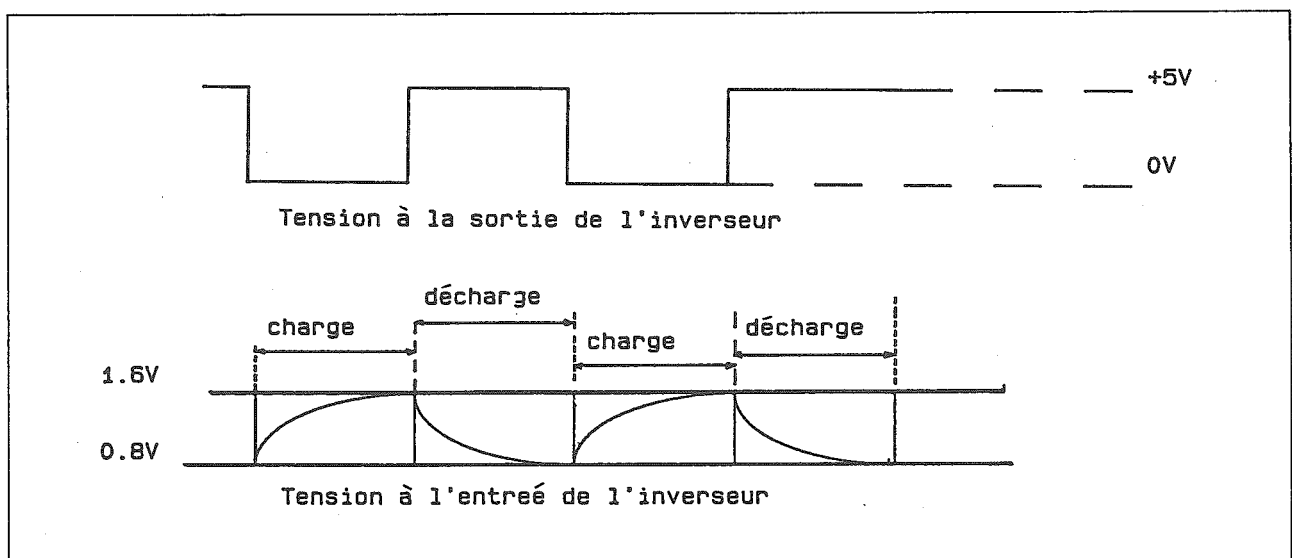 +5V
0V
Tension à la sortie de l'inverseur
décharge
charge
décharge
charge
1.6V
0.8V
Tension à l'entreé de l'inverseur